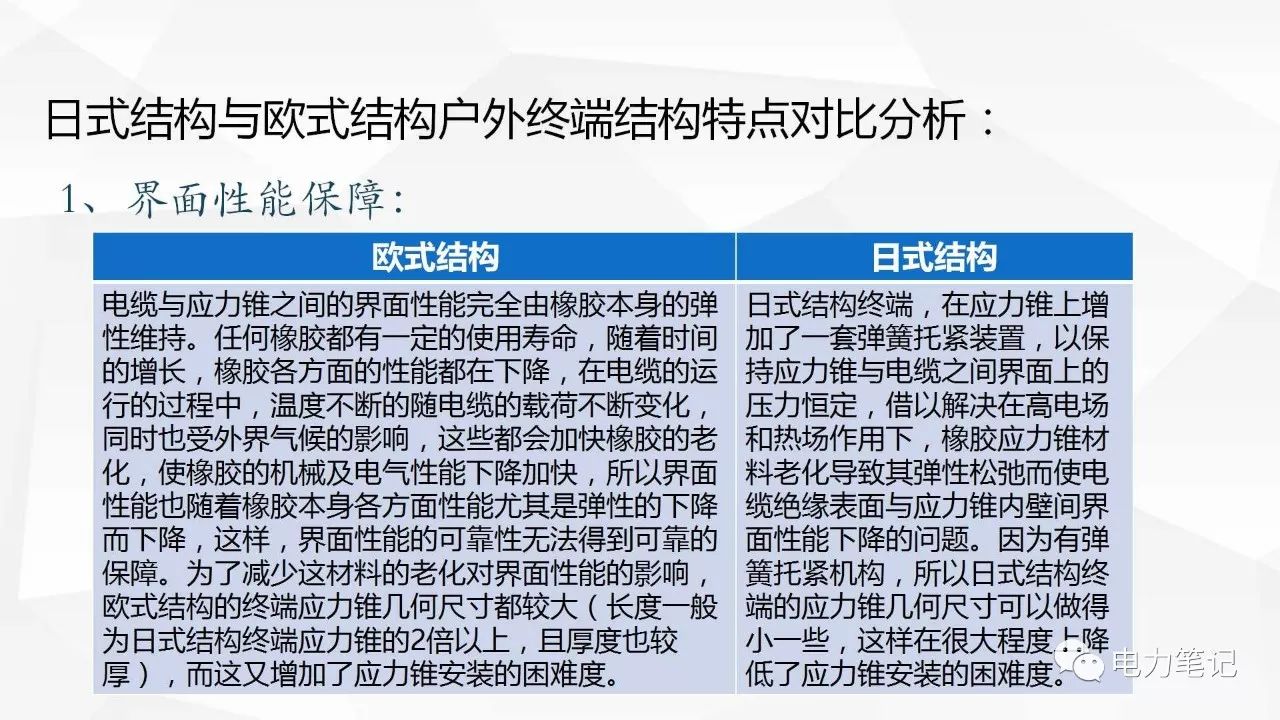 日式结构与欧式结构户外终端结构特点对比分析：
1、界面性能保障:
欧式结构
电缆与应力锥之间的界面性能完全由橡胶本身的弹
性维持。任何橡胶都有一定的使用寿命，随着时间
的增长，橡胶各方面的性能都在下降，在电缆的运
行的过程中，温度不断的随电缆的载荷不断变化，
同时也受外界气候的影响，这些都会加快橡胶的老
化，使橡胶的机械及电气性能下降加快，所以界面
性能也随着橡胶本身各方面性能尤其是弹性的下降
而下降，这样，界面性能的可靠性无法得到可靠的
保障。为了减少这材料的老化对界面性能的影响，
欧式结构的终端应力锥几何尺寸都较大（长度一般
为日式结构终端应力锥的2倍以上，且厚度也较
厚），而这又增加了应力锥安装的困难度。
日式结构
日式结构终端，在应力锥上增
加了一套弹簧托紧装置，以保
持应力锥与电缆之间界面上的
压力恒定，借以解决在高电场
和热场作用下，橡胶应力锥材
料老化导致其弹性松弛而使电
缆绝缘表面与应力锥内壁间界
面性能下降的问题。因为有弹
簧托紧机构，所以日式结构终
端的应力锥几何尺寸可以做得
小一些，这样在很大程度上降
低了应力锥安装的困难度。
电力笔记